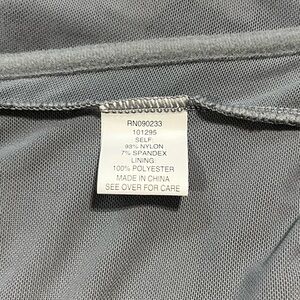 RN090233
101295
SELF:
93% NYLON
7% SPANDEX
LINING
100% POLYESTER
MADE IN CHINA
SEE OVER FOR CARE